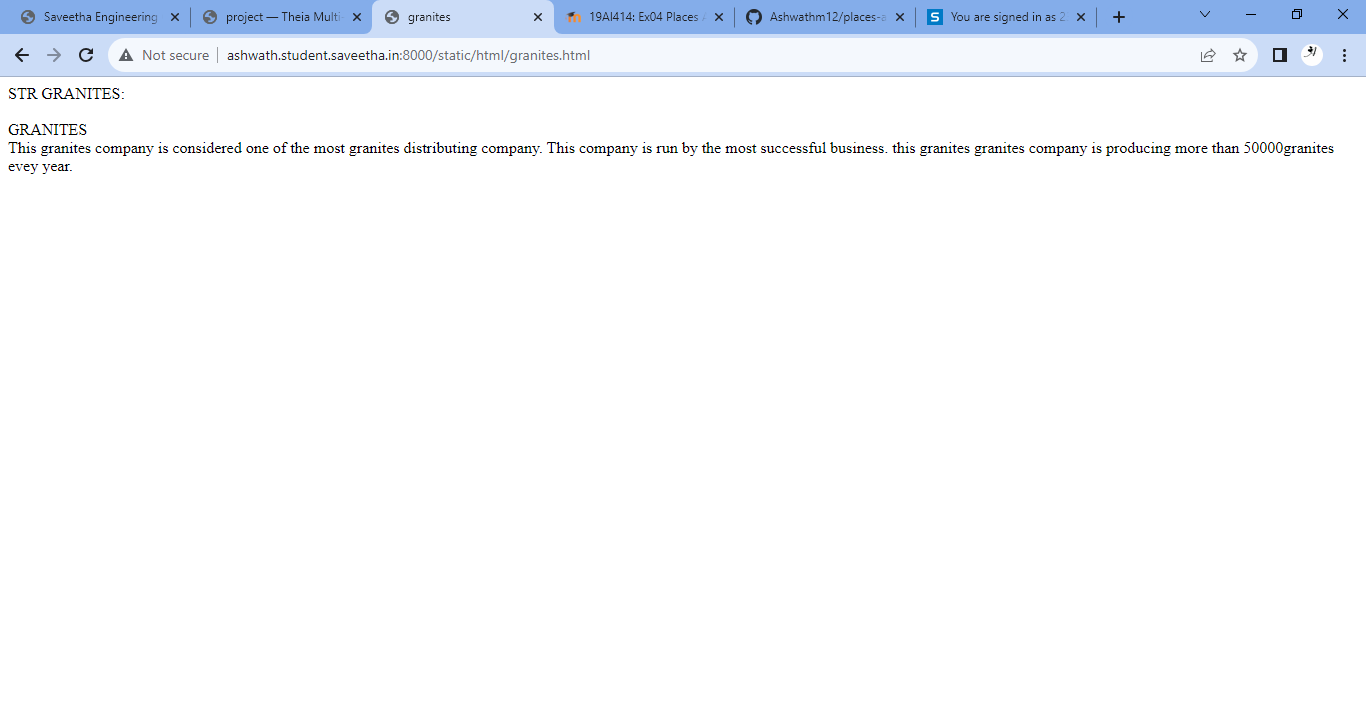 Saveetha Engineering
project — Theia Multi-
granites
19AI414: Ex04 Places
Ashwathm12/places-a
S
You are signed in as 2
Not secure
ashwath.student.saveetha.in:8000/static/html/granites.html
STR GRANITES:
GRANITES
This granites company is considered one of the most granites distributing company. This company is run by the most successful business. this granites granites company is producing more than 50000granites
evey year.